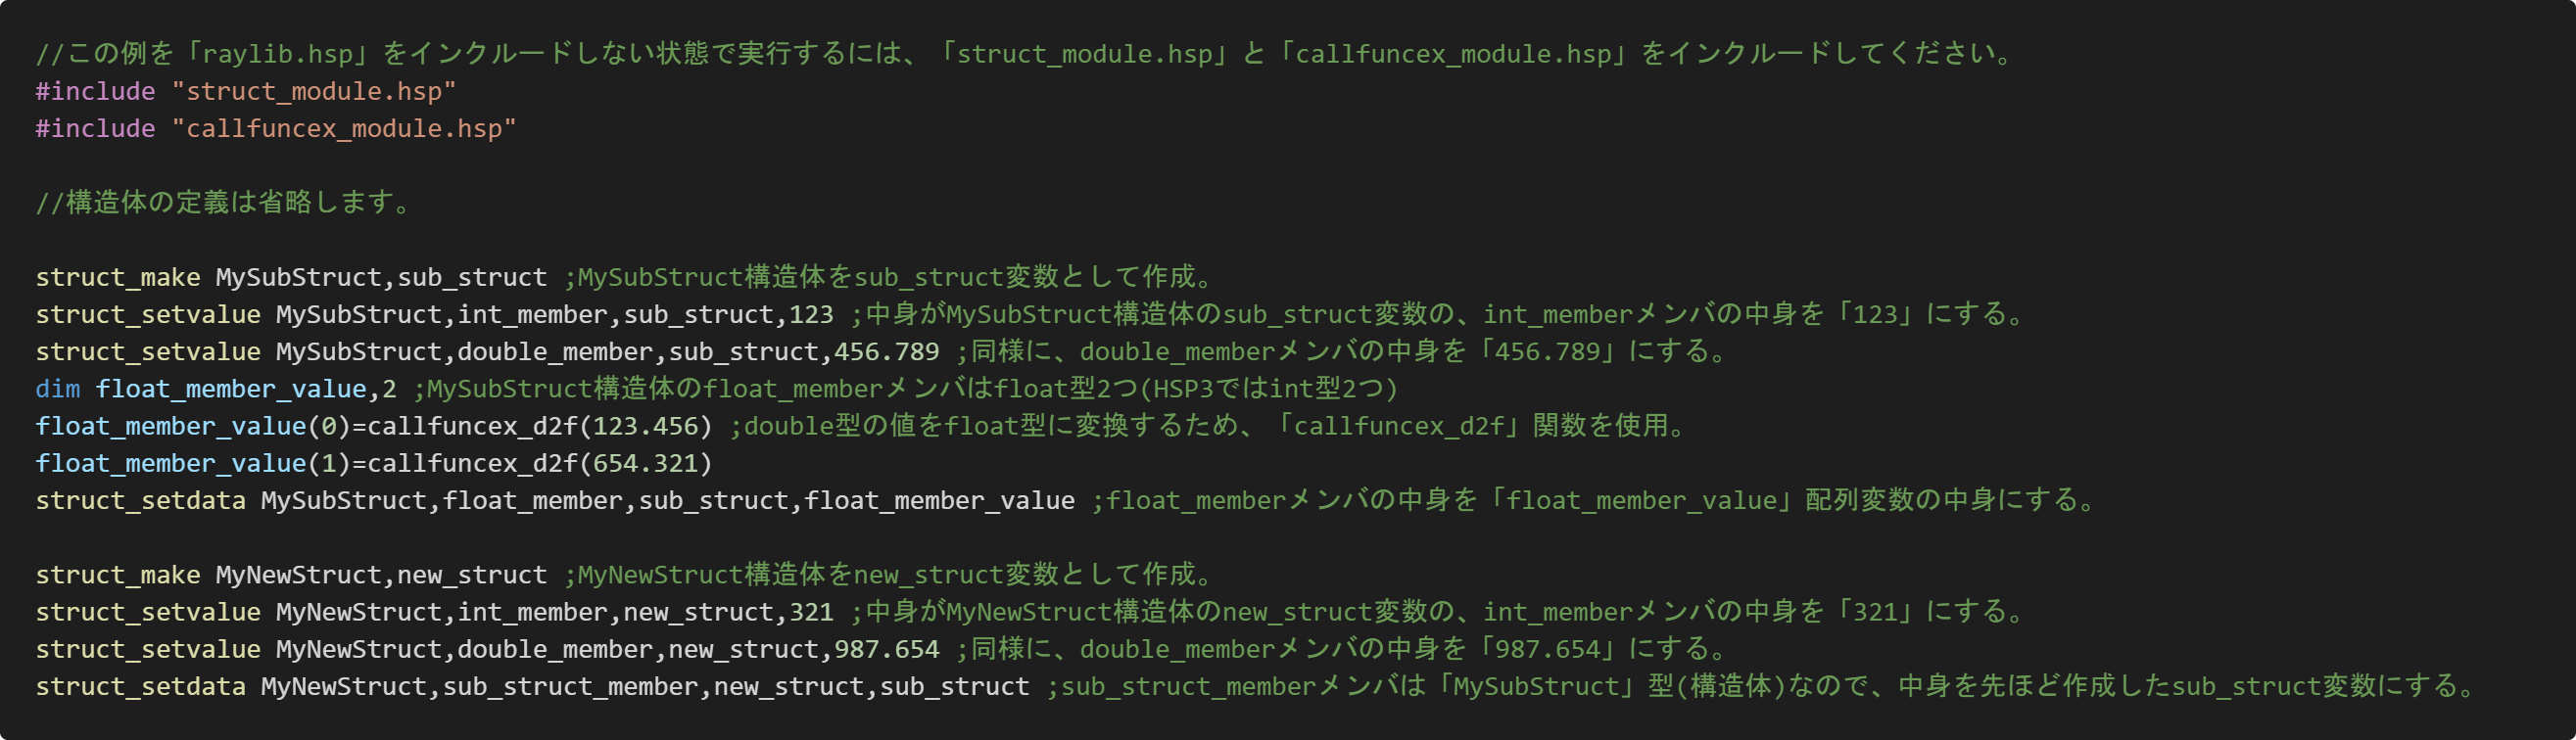 //この例を「raylib.hsp」をインクルードしない状態で実行するには、「struct_module.hsp」と「callfuncex_module.hsp」をインクルードしてください。
#include "struct_module.hsp"
#include "callfuncex_module.hsp"
//構造体の定義は省略します。
struct_make MySubStruct,sub_struct ;MySubStruct構造体をsub_struct変数として作成。
struct_setvalue MySubStruct,int_member,sub_struct,123 ;中身がMySubStruct構造体のsub_struct変数の、int_memberメンバの中身を「123」にする。
struct_setvalue MySubStruct,double_member,sub_struct,456.789 ;同様に、double_memberメンバの中身を「456.789」にする。
dim float_member_value,2 ;MySubStruct構造体のfloat_memberメンバはfloat型2つ(HSP3ではint型2つ)
float_member_value(0)=callfuncex_d2f(123.456) ;double型の値をfloat型に変換するため、「callfuncex_d2f」関数を使用。
float_member_value(1)=callfuncex_d2f(654.321)
struct_setdata MySubStruct,float_member,sub_struct,float_member_value ;float_memberメンバの中身を「float_member_value」配列変数の中身にする。
struct_make MyNewStruct,new_struct ;MyNewStruct構造体をnew_struct変数として作成。
struct_setvalue MyNewStruct,int_member,new_struct,321 ;中身がMyNewStruct構造体のnew_struct変数の、int_memberメンバの中身を「321」にする。
struct_setvalue MyNewStruct,double_member,new_struct,987.654 ;同様に、double_memberメンバの中身を「987.654」にする。
struct_setdata MyNewStruct,sub_struct_member,new_struct,sub_struct ;sub_struct_memberメンバは「MySubStruct」型(構造体)なので、中身を先ほど作成したsub_struct変数にする。